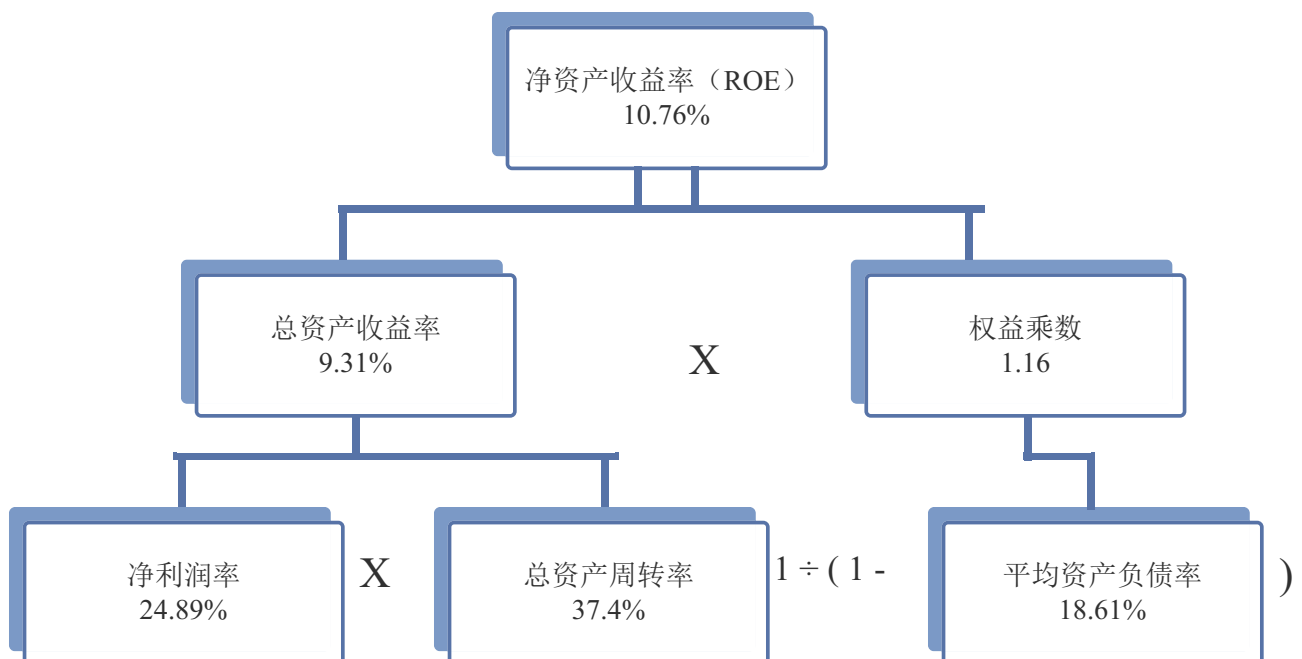 净资产收益率（ROE）
10.76%
总资产收益率
9.31%
X
权益乘数
1.16
净利润率
24.89%
X
总资产周转率
37.4%
1 ÷ ( 1 -
平均资产负债率
18.61%
)